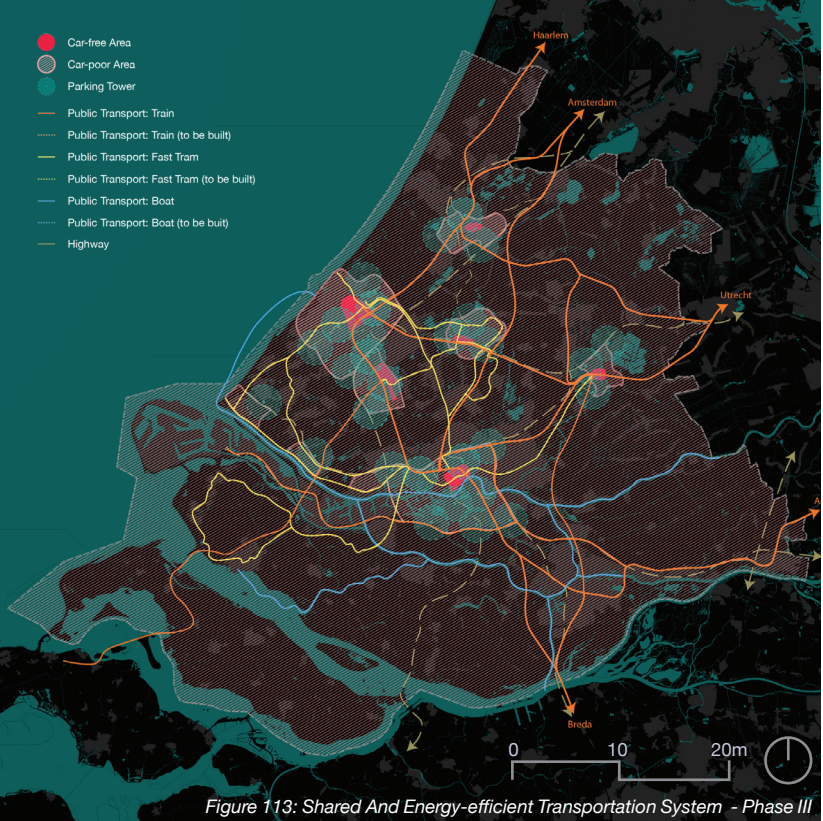 Haarlem
Car-free Area
Car-poor Area
Parking Tower
Amsterdam
Public Transport: Train
Public Transport: Train (to be built)
Public Transport: Fast Tram
Public Transport: Fast Tram (to be built)
Public Transport: Boat
Public Transport: Boat (to be buit)
Highway
Utrecht
A
Breda
0 10 20m
Figure 113: Shared And Energy-efficient Transportation System - Phase III